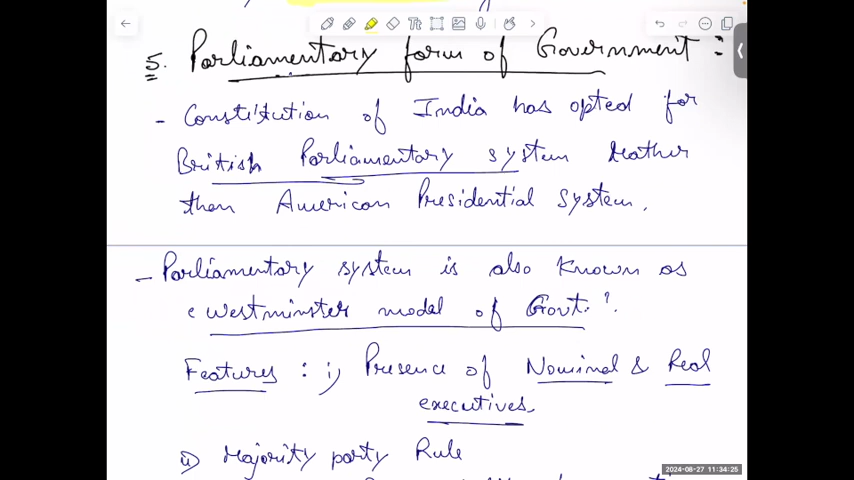 5. Parliamentary form of Government :
- Constitution of India has opted for
British Parliamentary system rather
than American Presidential system.
- Parliamentary system is also known as
'Westminster model of Govt.'
Features : i) Presence of Nominal & Real
executives.
ii) Majority party Rule
2024-08-27 11:34:25